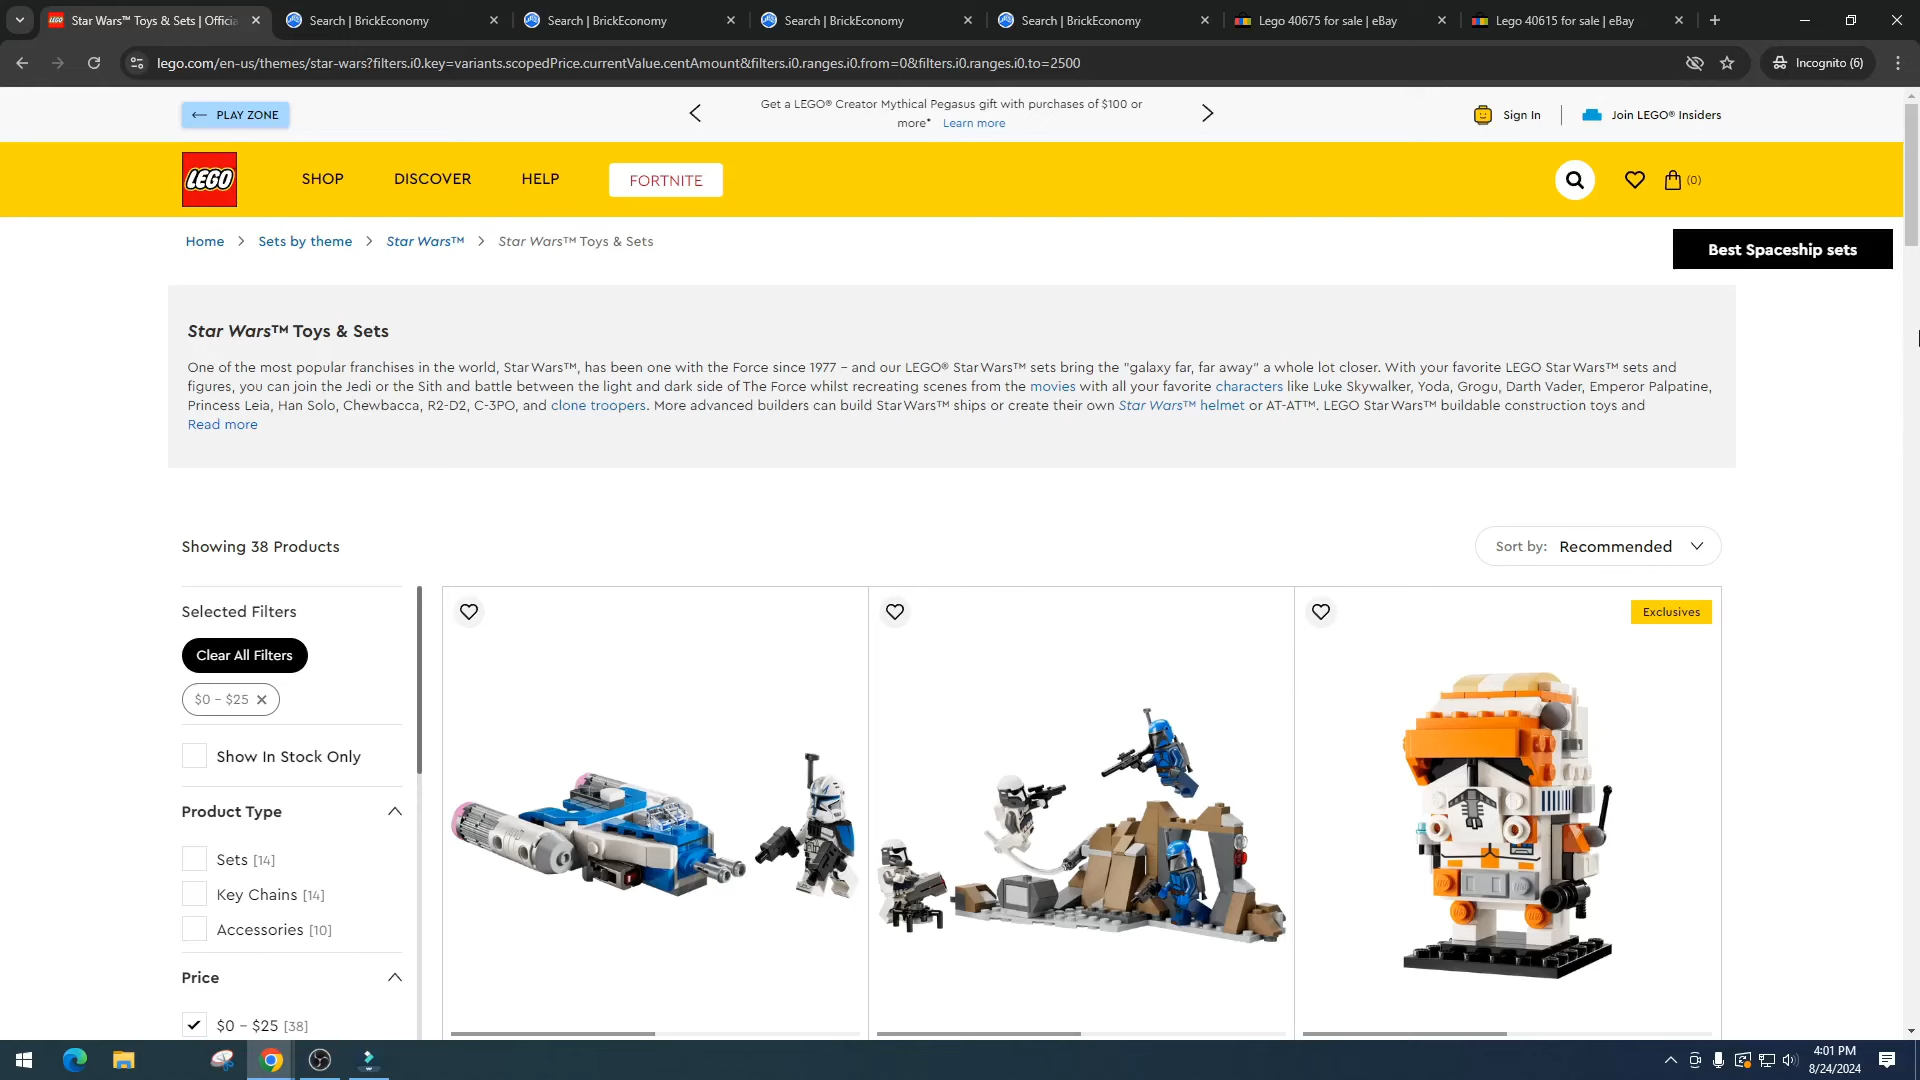 Star Wars™ Toys & Sets | Officia
Search | BrickEconomy
Search | BrickEconomy
Search | BrickEconomy
Search | BrickEconomy
Lego 40675 for sale | eBay
Lego 40615 for sale | eBay
lego.com/en-us/themes/star-wars?filters.i0.key=variants.scopedPrice.currentValue.centAmount&filters.i0.ranges.i0.from=0&filters.i0.ranges.i0.to=2500
Incognito (6)
PLAY ZONE
Get a LEGO® Creator Mythical Pegasus gift with purchases of $100 or
more* Learn more
Sign In
Join LEGO® Insiders
LEGO
SHOP
DISCOVER
HELP
FORTNITE
(0)
Home
Sets by theme
Star Wars™
Star Wars™ Toys & Sets
Best Spaceship sets
Star Wars™ Toys & Sets
One of the most popular franchises in the world, Star Wars™, has been one with the Force since 1977 – and our LEGO® Star Wars™ sets bring the "galaxy far, far away" a whole lot closer. With your favorite LEGO Star Wars™ sets and
figures, you can join the Jedi or the Sith and battle between the light and dark side of The Force whilst recreating scenes from the movies with all your favorite characters like Luke Skywalker, Yoda, Grogu, Darth Vader, Emperor Palpatine,
Princess Leia, Han Solo, Chewbacca, R2-D2, C-3PO, and clone troopers. More advanced builders can build Star Wars™ ships or create their own Star Wars™ helmet or AT-AT™. LEGO Star Wars™ buildable construction toys and
Read more
Showing 38 Products
Sort by: Recommended
Selected Filters
Clear All Filters
$0 – $25
Show In Stock Only
Product Type
Sets [14]
Key Chains [14]
Accessories [10]
Price
$0 – $25 [38]
Exclusives
4:01 PM
8/24/2024